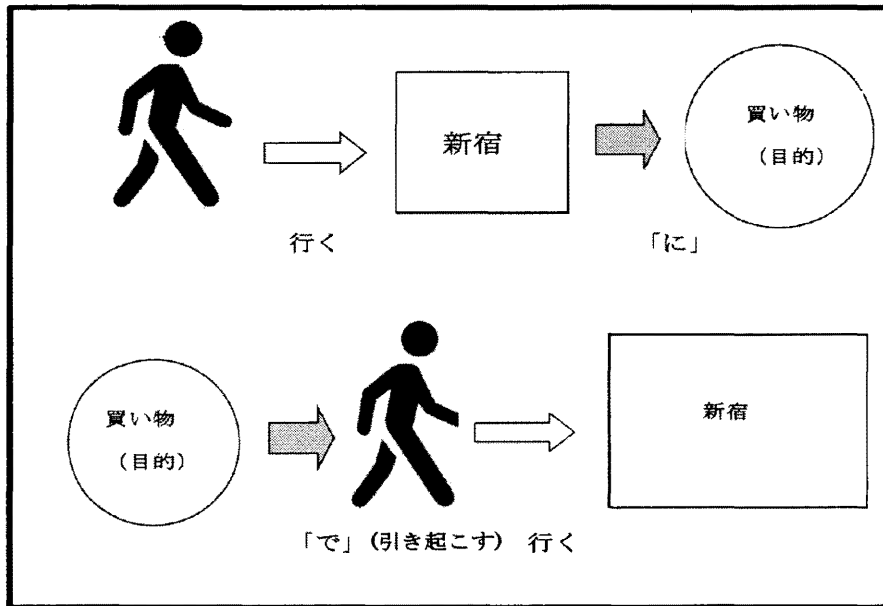 新宿
買い物
(目的)
行く
「に」
買い物
(目的)
新宿
「で」(引き起こす) 行く